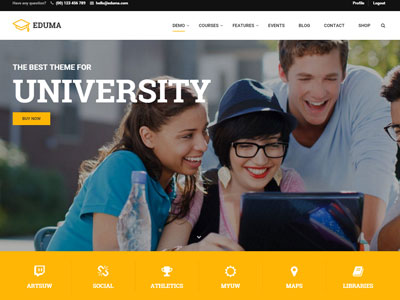 Have any question? (00) 123 456 789 hello@eduma.com Profile Logout
EDUMA DEMO COURSES FEATURES EVENTS BLOG CONTACT SHOP
THE BEST THEME FOR
UNIVERSITY
BUY NOW
ARTSUW SOCIAL ATHLETICS MYUW MAPS LIBRARIES